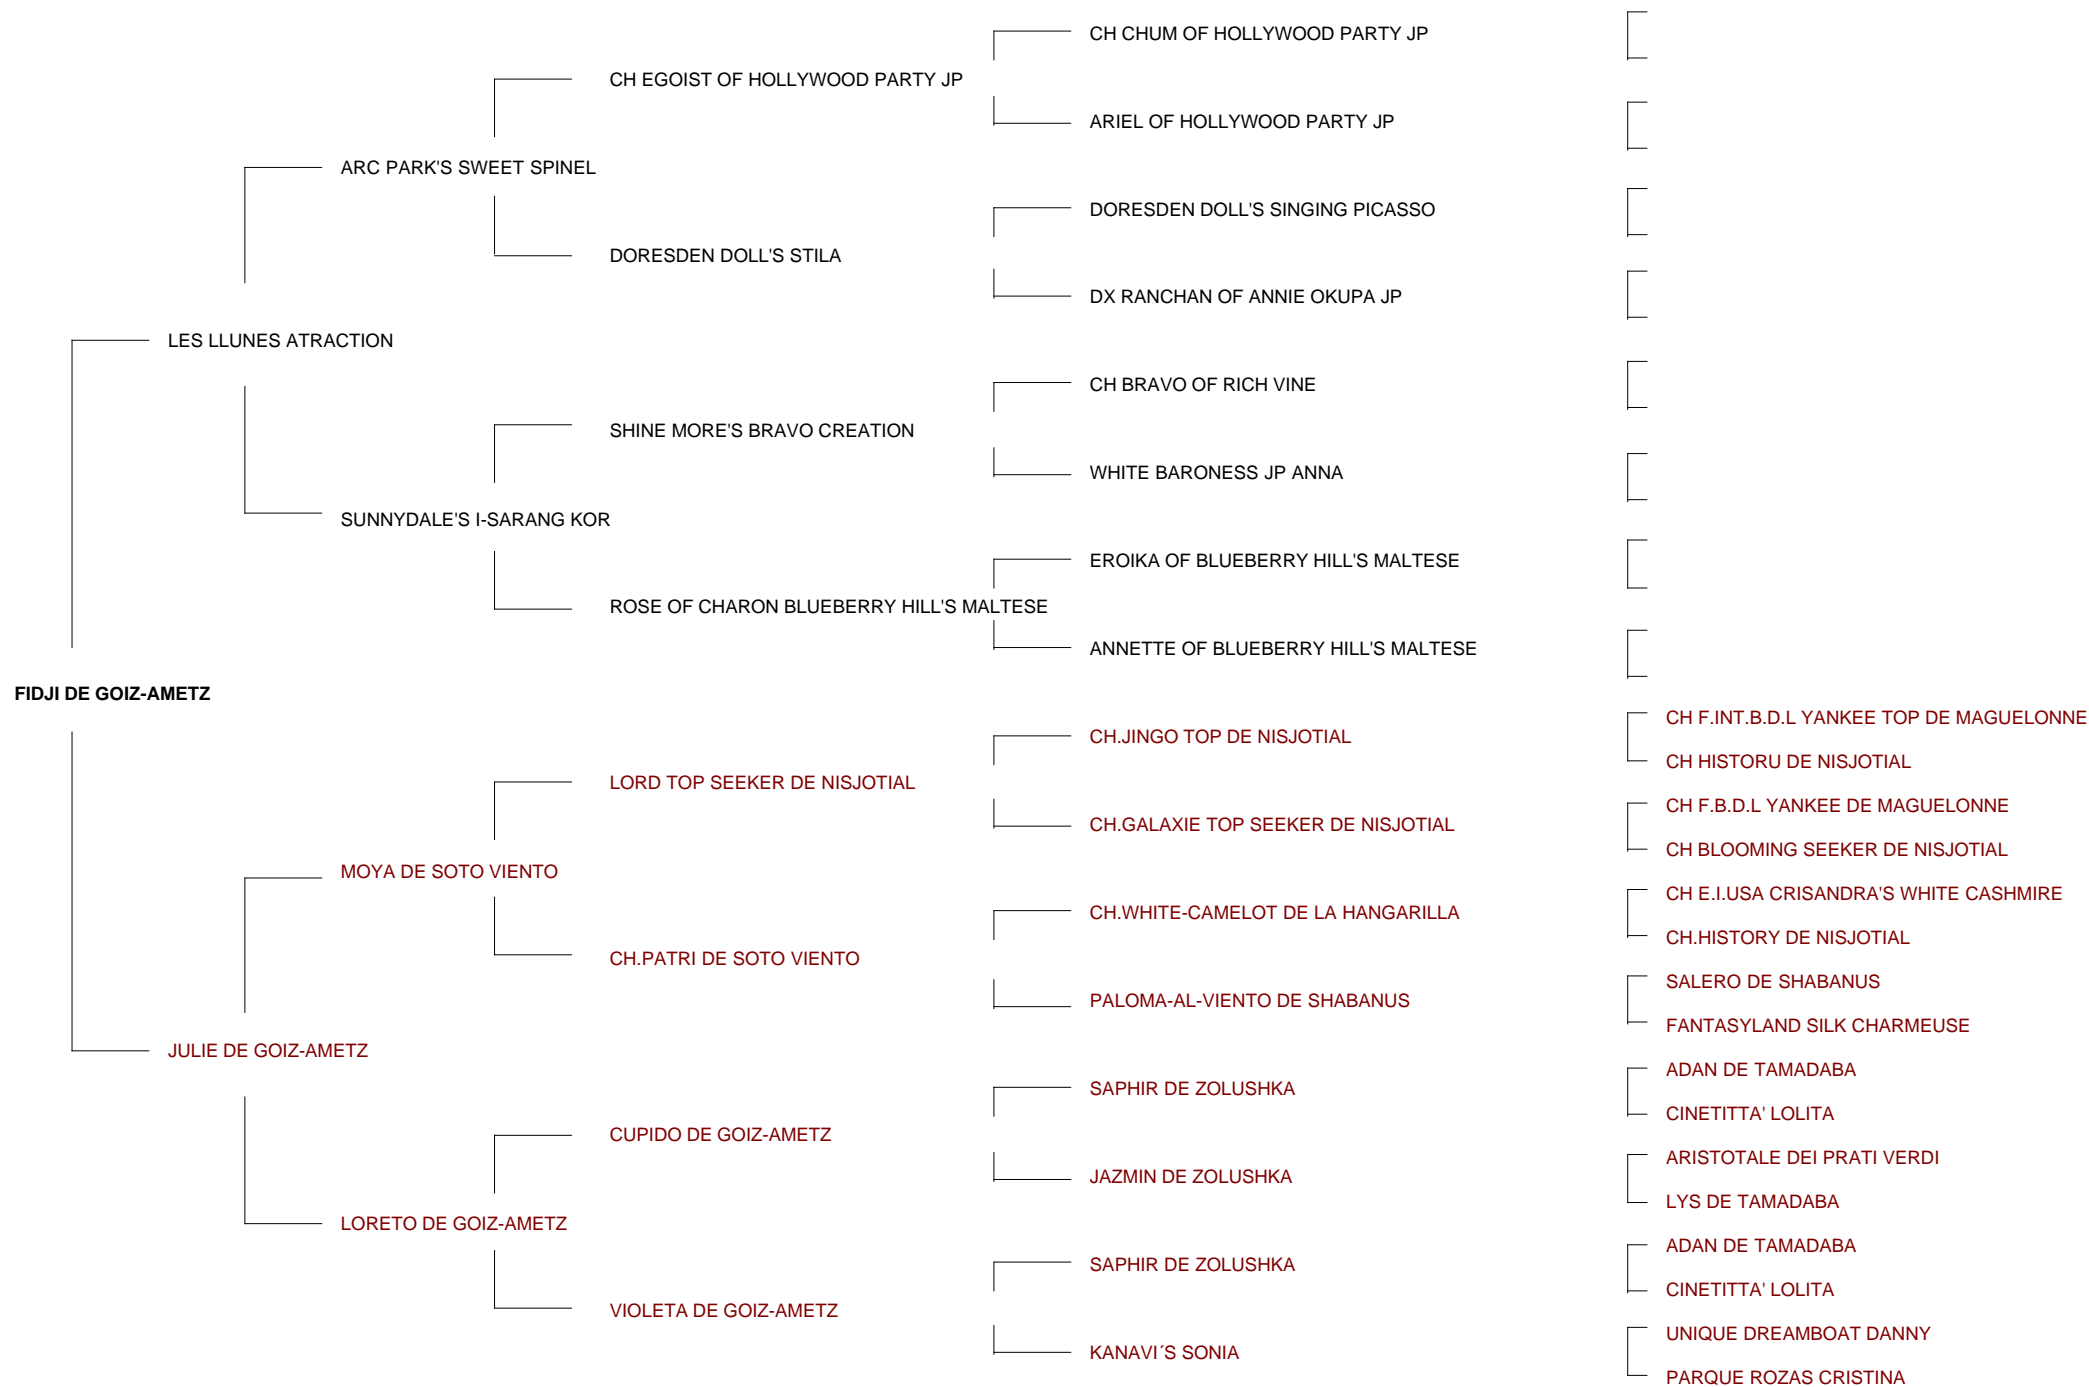 CH CHUM OF HOLLYWOOD PARTY JP
CH EGOIST OF HOLLYWOOD PARTY JP
ARIEL OF HOLLYWOOD PARTY JP
ARC PARK'S SWEET SPINEL
DORESDEN DOLL'S SINGING PICASSO
DORESDEN DOLL'S STILA
DX RANCHAN OF ANNIE OKUPA JP
LES LLUNES ATRACTION
CH BRAVO OF RICH VINE
SHINE MORE'S BRAVO CREATION
WHITE BARONESS JP ANNA
SUNNYDALE'S I-SARANG KOR
EROIKA OF BLUEBERRY HILL'S MALTESE
ROSE OF CHARON BLUEBERRY HILL'S MALTESE
ANNETTE OF BLUEBERRY HILL'S MALTESE
FIDJI DE GOIZ-AMETZ
CH F.INT.B.D.L YANKEE TOP DE MAGUELONNE
CH.JINGO TOP DE NISJOTIAL
CH HISTORU DE NISJOTIAL
LORD TOP SEEKER DE NISJOTIAL
CH F.B.D.L YANKEE DE MAGUELONNE
CH.GALAXIE TOP SEEKER DE NISJOTIAL
CH BLOOMING SEEKER DE NISJOTIAL
MOYA DE SOTO VIENTO
CH E.I.USA CRISANDRA'S WHITE CASHMIRE
CH.WHITE-CAMELOT DE LA HANGARILLA
CH.HISTORY DE NISJOTIAL
CH.PATRI DE SOTO VIENTO
SALERO DE SHABANUS
PALOMA-AL-VIENTO DE SHABANUS
FANTASYLAND SILK CHARMEUSE
JULIE DE GOIZ-AMETZ
ADAN DE TAMADABA
SAPHIR DE ZOLUSHKA
CINETITTA' LOLITA
CUPIDO DE GOIZ-AMETZ
ARISTOTALE DEI PRATI VERDI
JAZMIN DE ZOLUSHKA
LYS DE TAMADABA
LORETO DE GOIZ-AMETZ
ADAN DE TAMADABA
SAPHIR DE ZOLUSHKA
CINETITTA' LOLITA
VIOLETA DE GOIZ-AMETZ
UNIQUE DREAMBOAT DANNY
KANAVI´S SONIA
PARQUE ROZAS CRISTINA